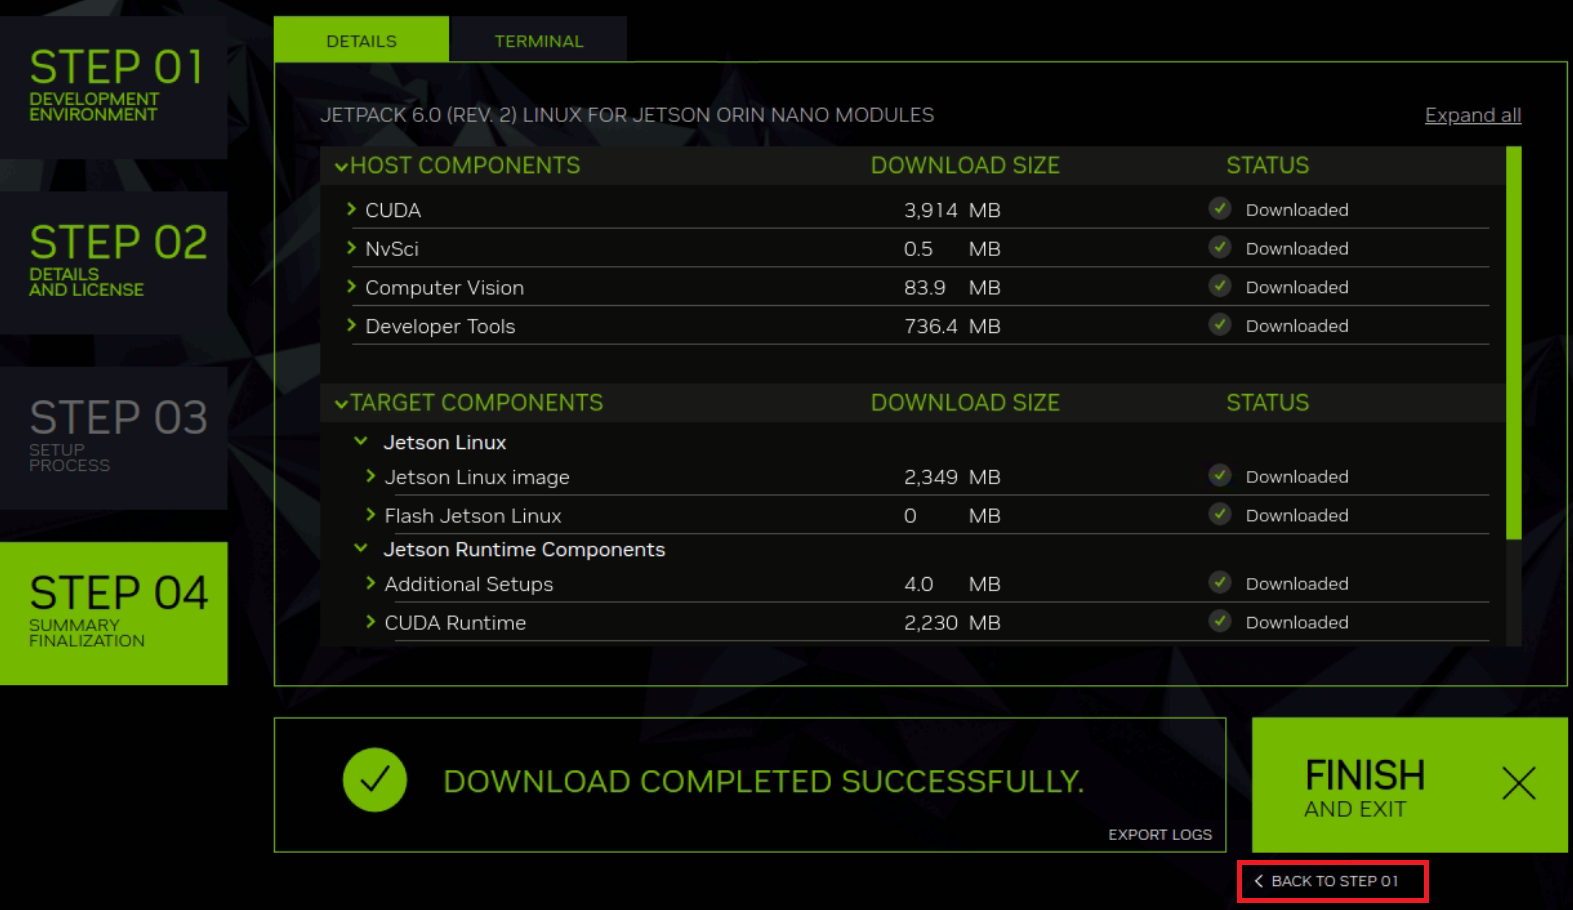 STEP 01
DEVELOPMENT
ENVIRONMENT
STEP 02
DETAILS
AND LICENSE
STEP 03
SETUP
PROCESS
STEP 04
SUMMARY
FINALIZATION
DETAILS TERMINAL
JETPACK 6.0 (REV. 2) LINUX FOR JETSON ORIN NANO MODULES Expand all
HOST COMPONENTS DOWNLOAD SIZE STATUS
CUDA 3,914 MB Downloaded
NvSci 0.5 MB Downloaded
Computer Vision 83.9 MB Downloaded
Developer Tools 736.4 MB Downloaded
TARGET COMPONENTS DOWNLOAD SIZE STATUS
Jetson Linux
Jetson Linux image 2,349 MB Downloaded
Flash Jetson Linux 0 MB Downloaded
Jetson Runtime Components
Additional Setups 4.0 MB Downloaded
CUDA Runtime 2,230 MB Downloaded
DOWNLOAD COMPLETED SUCCESSFULLY.
EXPORT LOGS
FINISH
AND EXIT
BACK TO STEP 01